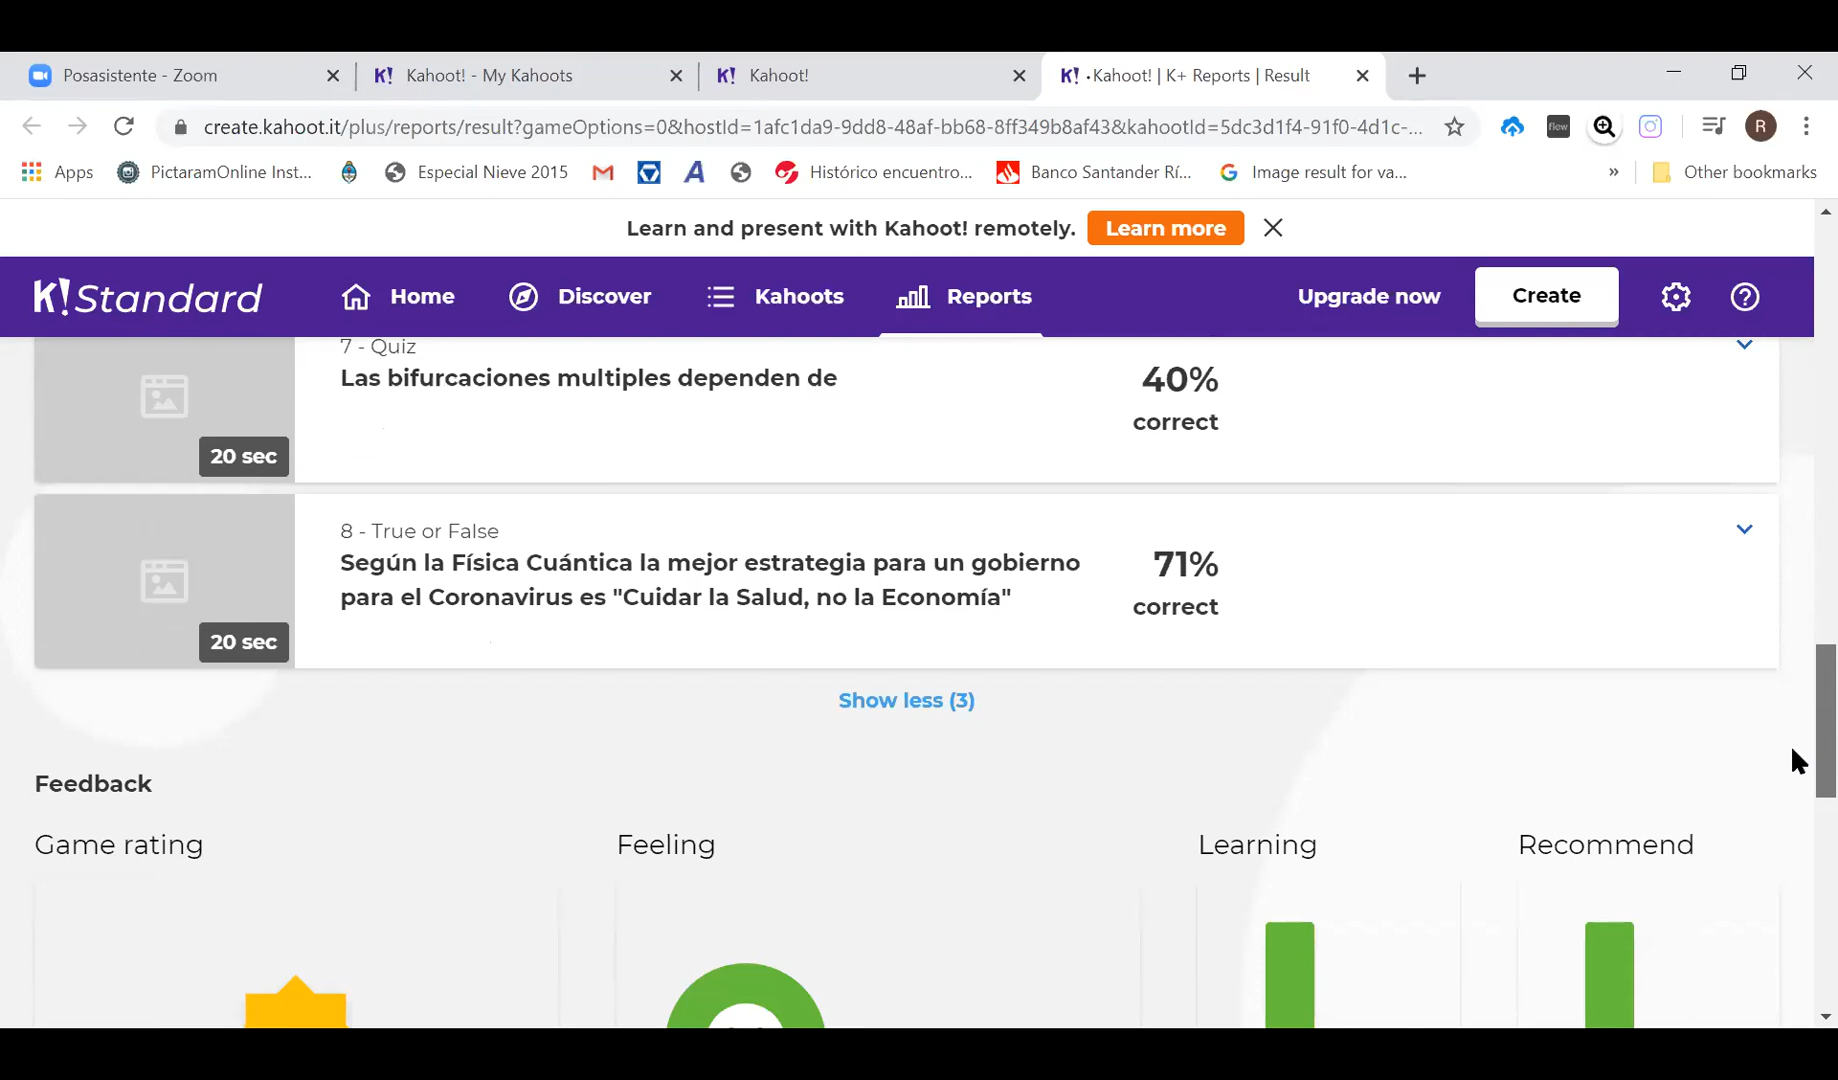 Posasistente - Zoom
Kahoot! - My Kahoots
Kahoot!
Kahoot! | K+ Reports | Result
create.kahoot.it/plus/reports/result?gameOptions=0&hostId=1afc1da9-9dd8-48af-bb68-8ff349b8af43&kahootId=5dc3d1f4-91f0-4d1c-...
flow
R
Apps
PictaramOnline Inst...
Especial Nieve 2015
Histórico encuentro...
Banco Santander Rí...
Image result for va...
»
Other bookmarks
Learn and present with Kahoot! remotely.
Learn more
K! Standard
Home
Discover
Kahoots
Reports
Upgrade now
Create
7 - Quiz
Las bifurcaciones multiples dependen de
40%
correct
20 sec
8 - True or False
Según la Física Cuántica la mejor estrategia para un gobierno
para el Coronavirus es "Cuidar la Salud, no la Economía"
71%
correct
20 sec
Show less (3)
Feedback
Game rating
Feeling
Learning
Recommend